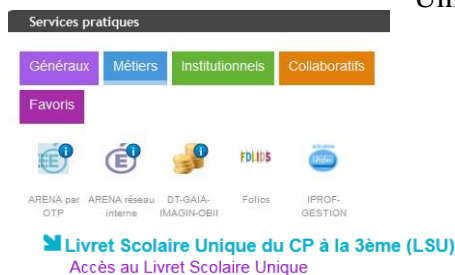 Services pratiques
Généraux Métiers Institutionnels Collaboratifs
Favoris
FOLIOS
ARENA par OTP
ARENA réseau interne
DT-GAIA-IMAGIN-OBII
Folios
IPROF-GESTION
Livret Scolaire Unique du CP à la 3ème (LSU)
Accès au Livret Scolaire Unique